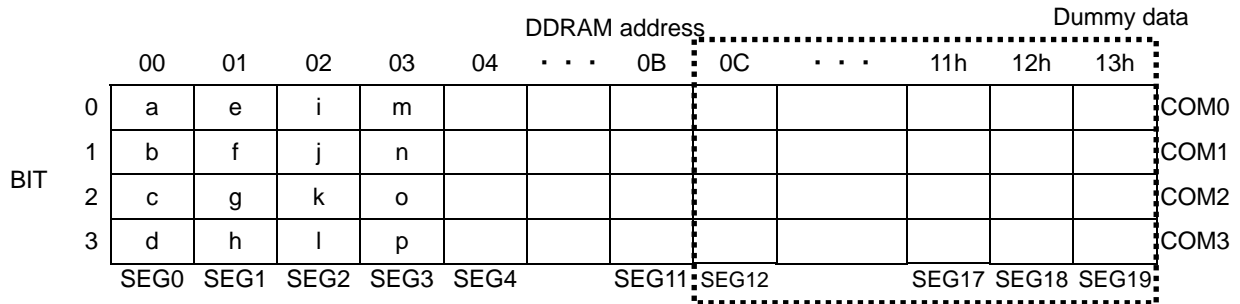 DDRAM address Dummy data
00 01 02 03 04 ・・・ 0B 0C ・・・ 11h 12h 13h
0 a e i m COM0
1 b f j n COM1
BIT
2 c g k o COM2
3 d h l p COM3
SEG0 SEG1 SEG2 SEG3 SEG4 SEG11 SEG12 SEG17 SEG18 SEG19